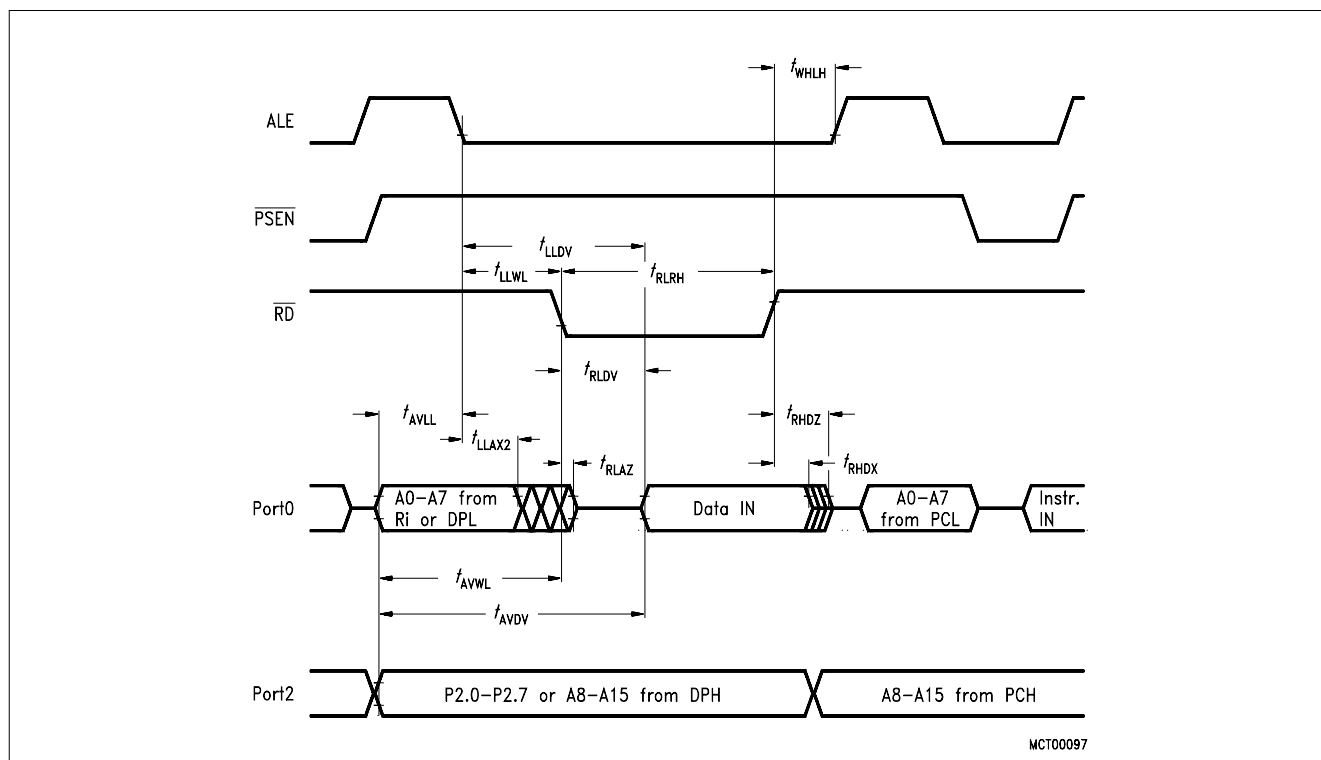 tWHLH
ALE
PSEN
tLLDV
tLLWL
tRLRH
RD
tRLDV
tAVLL
tRHDZ
tLLAX2
tRLAZ
tRHDX
Port0
A0-A7 from
Ri or DPL
Data IN
A0-A7
from PCL
Instr.
IN
tAVWL
tAVDV
Port2
P2.0-P2.7 or A8-A15 from DPH
A8-A15 from PCH
MCT00097